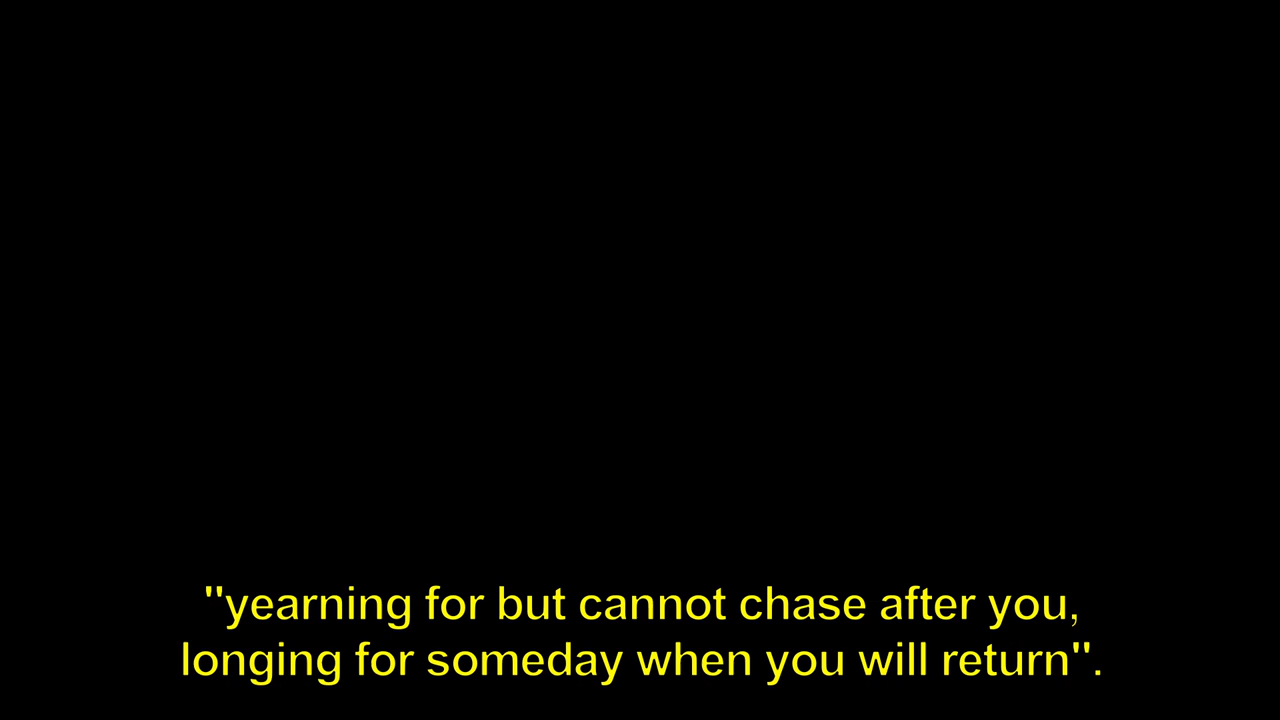 "yearning for but cannot chase after you,
longing for someday when you will return".